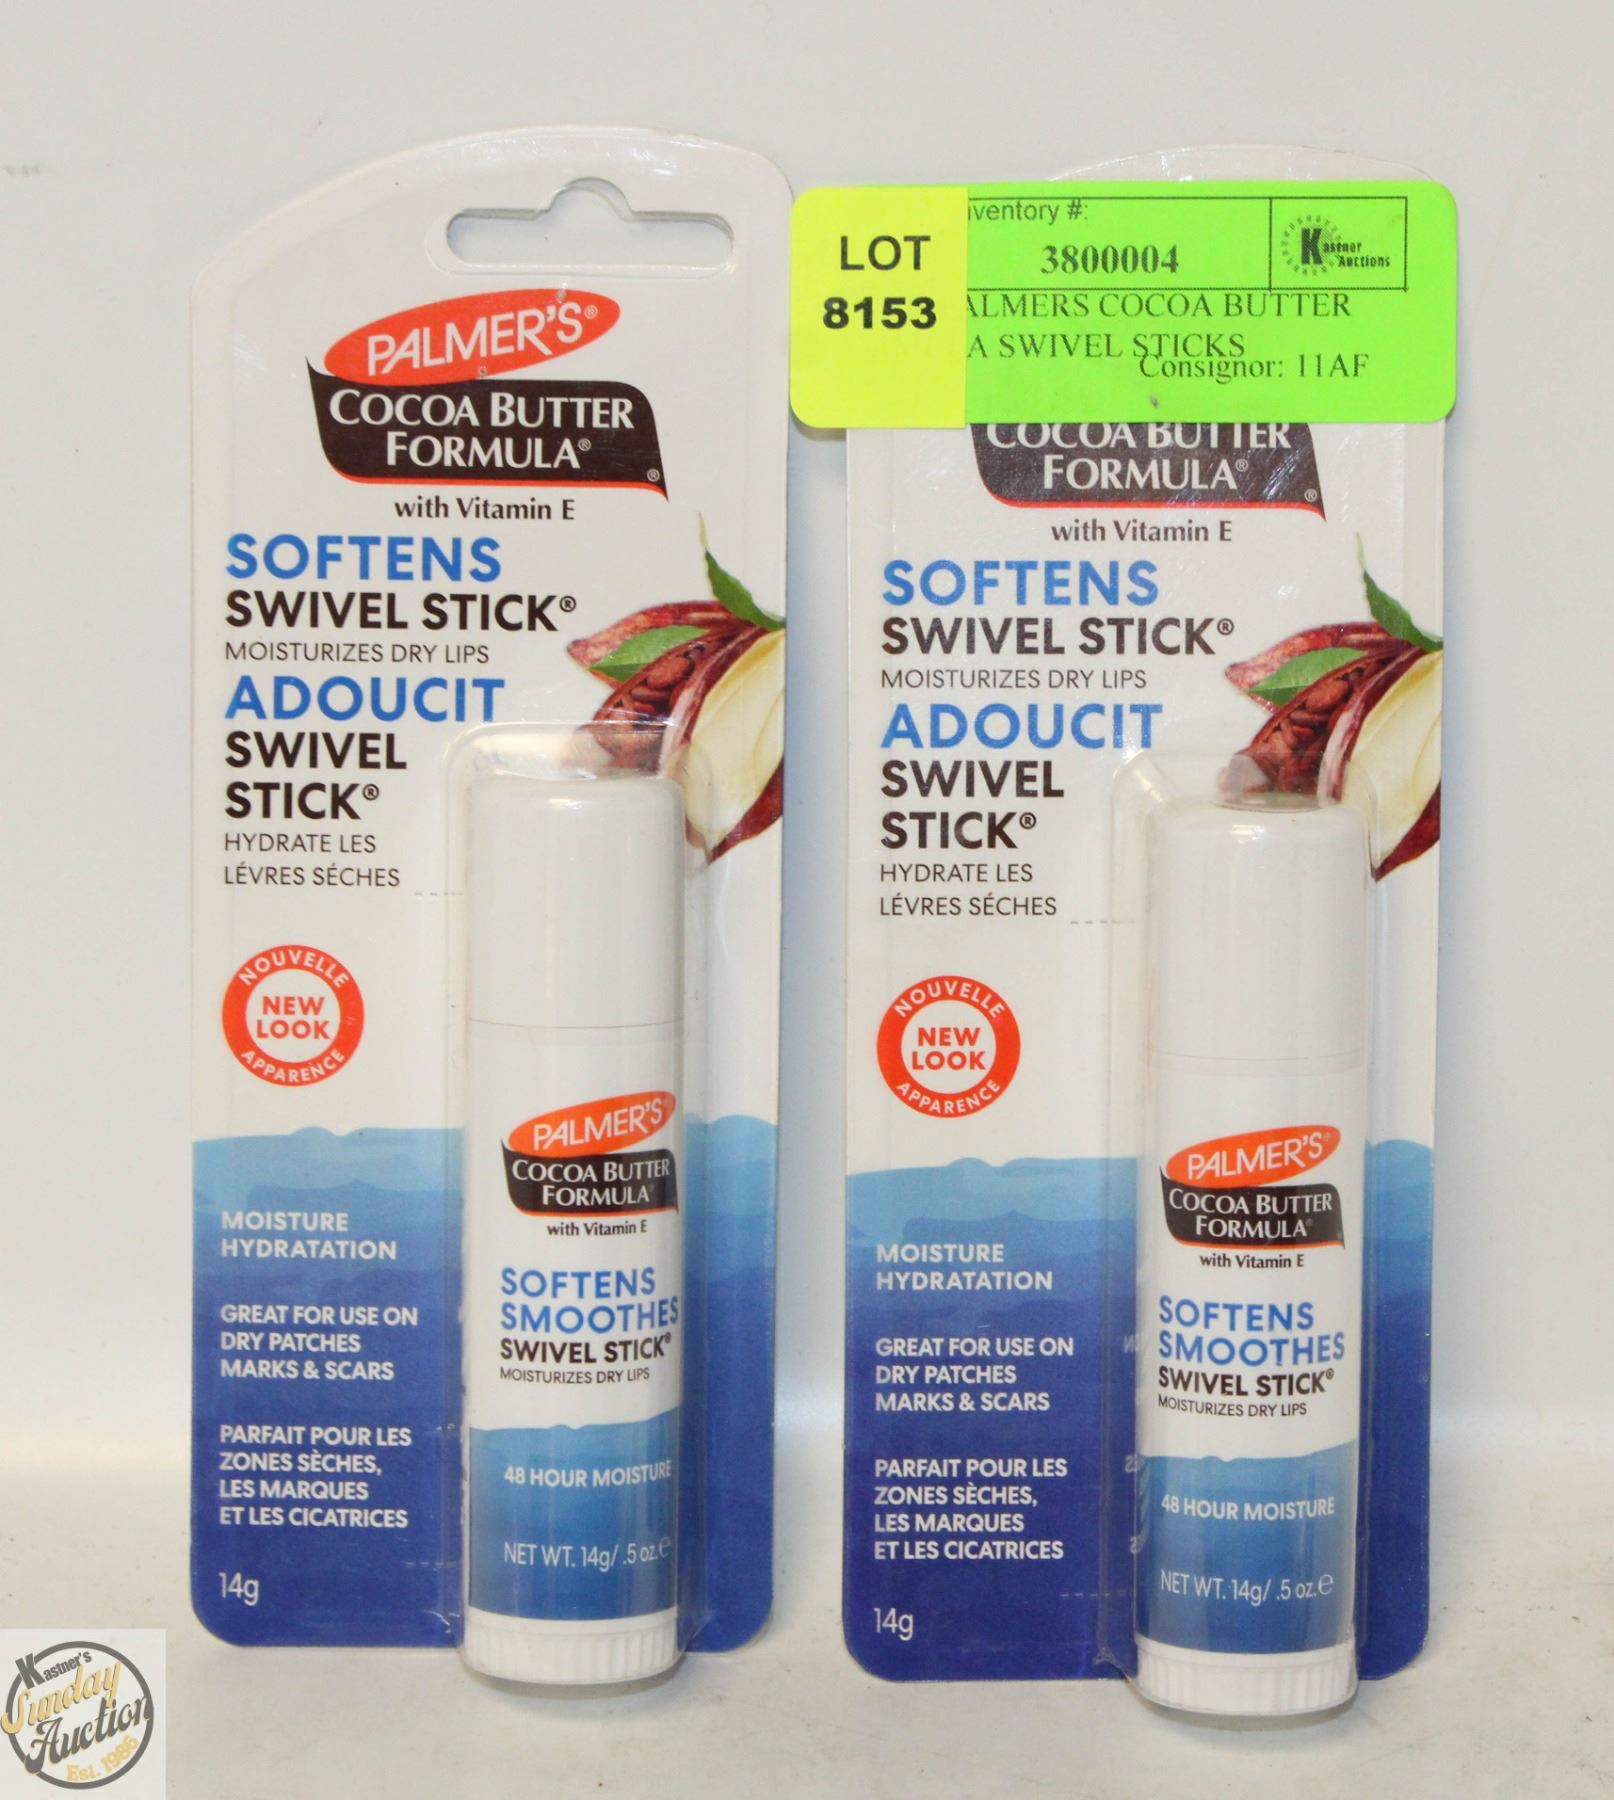 PALMER'S®
COCOA BUTTER
FORMULA®
®
with Vitamin E
SOFTENS
SWIVEL STICK®
MOISTURIZES DRY LIPS
ADOUCIT
SWIVEL
STICK®
HYDRATE LES
LÉVRES SÉCHES
NOUVELLE
NEW
LOOK
APPARENCE
MOISTURE
HYDRATATION
GREAT FOR USE ON
DRY PATCHES
MARKS & SCARS
PARFAIT POUR LES
ZONES SÈCHES,
LES MARQUES
ET LES CICATRICES
14g
PALMER'S®
COCOA BUTTER
FORMULA®
with Vitamin E
SOFTENS
SMOOTHES
SWIVEL STICK®
MOISTURIZES DRY LIPS
48 HOUR MOISTURE
NET WT. 14g/ .5 oz.e
LOT
8153
nventory #:
3800004
Kastner
Auctions
ALMERS COCOA BUTTER
A SWIVEL STICKS
Consignor: 11AF
COCOA BUTTER
FORMULA®
®
with Vitamin E
SOFTENS
SWIVEL STICK®
MOISTURIZES DRY LIPS
ADOUCIT
SWIVEL
STICK®
HYDRATE LES
LÉVRES SÉCHES
NOUVELLE
NEW
LOOK
APPARENCE
MOISTURE
HYDRATATION
GREAT FOR USE ON
DRY PATCHES
MARKS & SCARS
PARFAIT POUR LES
ZONES SÈCHES,
LES MARQUES
ET LES CICATRICES
14g
PALMER'S®
COCOA BUTTER
FORMULA®
with Vitamin E
SOFTENS
SMOOTHES
SWIVEL STICK®
MOISTURIZES DRY LIPS
48 HOUR MOISTURE
NET WT. 14g/ .5 oz.e
Kastner's
Sunday
Auction
Est. 1986